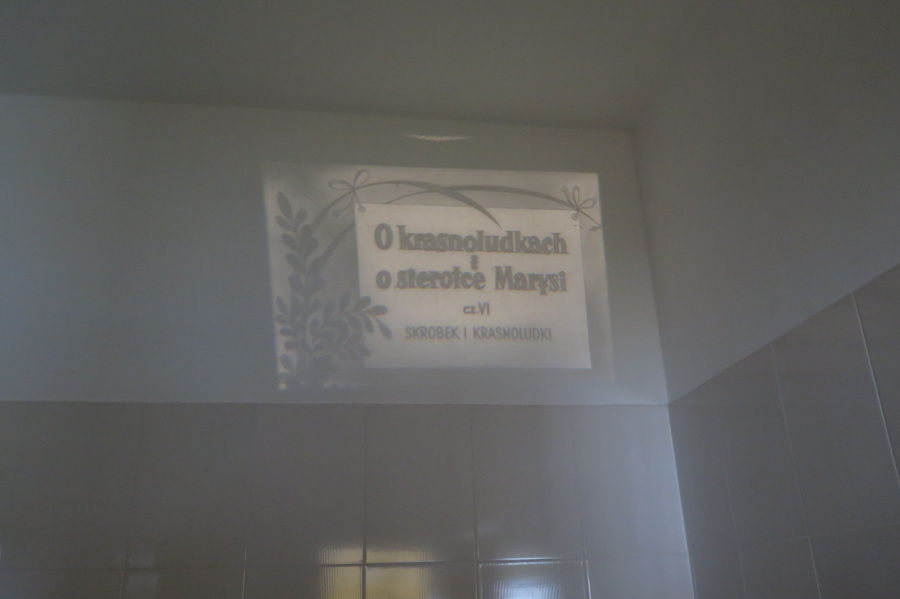 O krasnoludkach
i
o sierotce Marysi
cz.VI
SKROBEK I KRASNOLUDKI